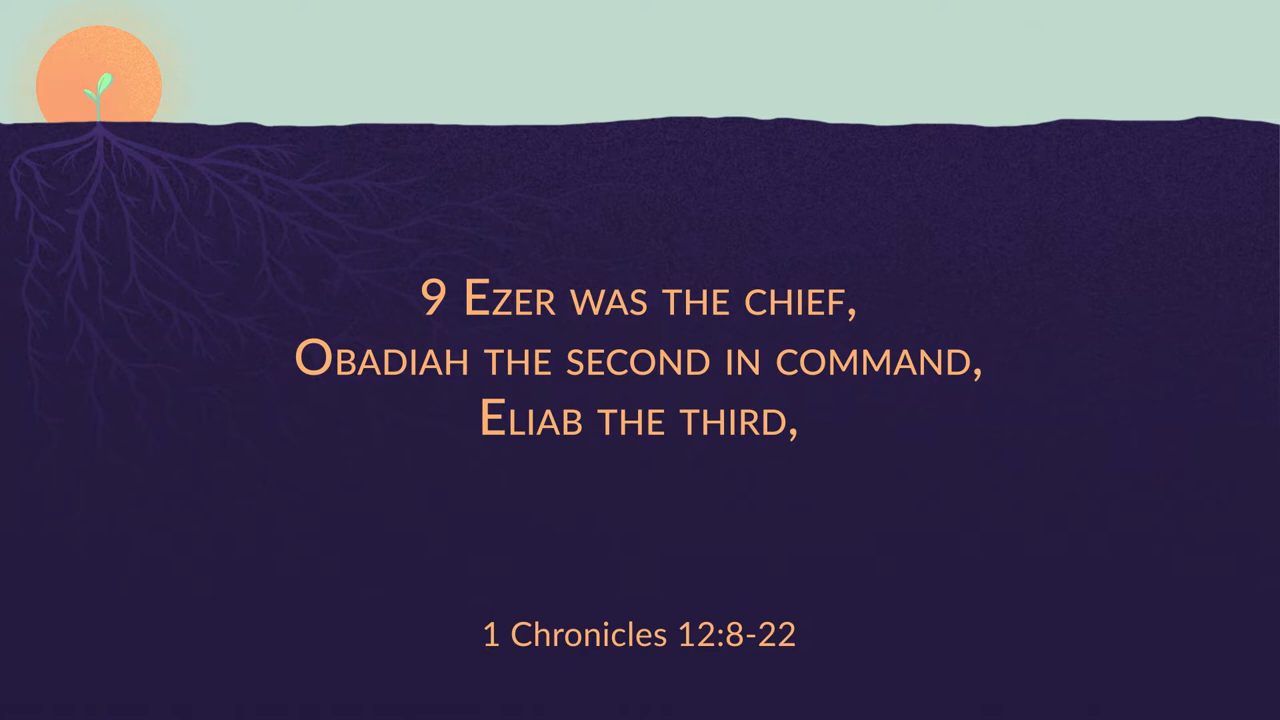 9 Ezer was the chief,
Obadiah the second in command,
Eliab the third,
1 Chronicles 12:8-22